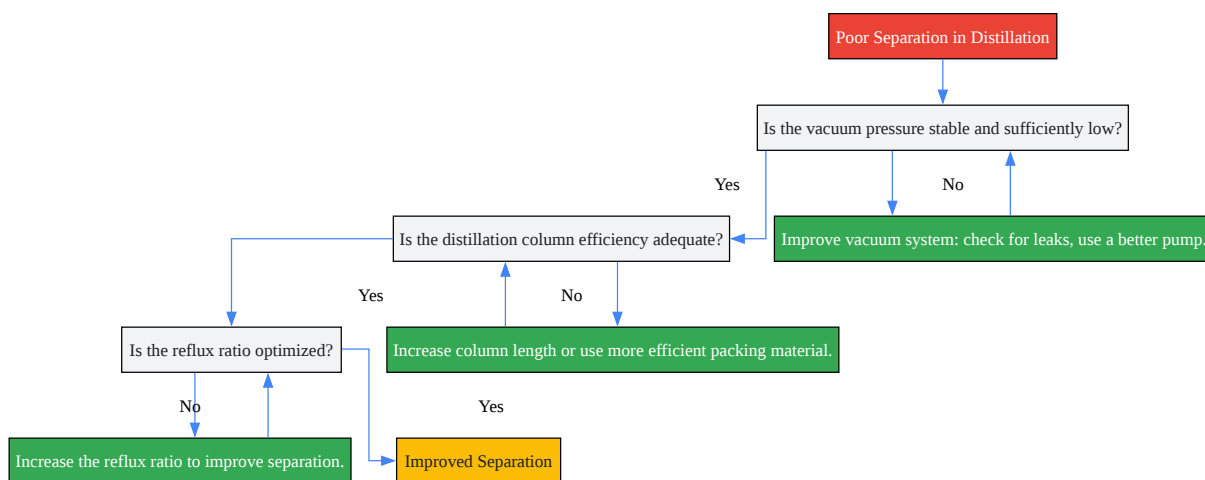 Poor Separation in Distillation
Is the vacuum pressure stable and sufficiently low?
Yes
No
Is the distillation column efficiency adequate?
Improve vacuum system: check for leaks, use a better pump.
Yes
No
Is the reflux ratio optimized?
Increase column length or use more efficient packing material.
No
Yes
Increase the reflux ratio to improve separation.
Improved Separation